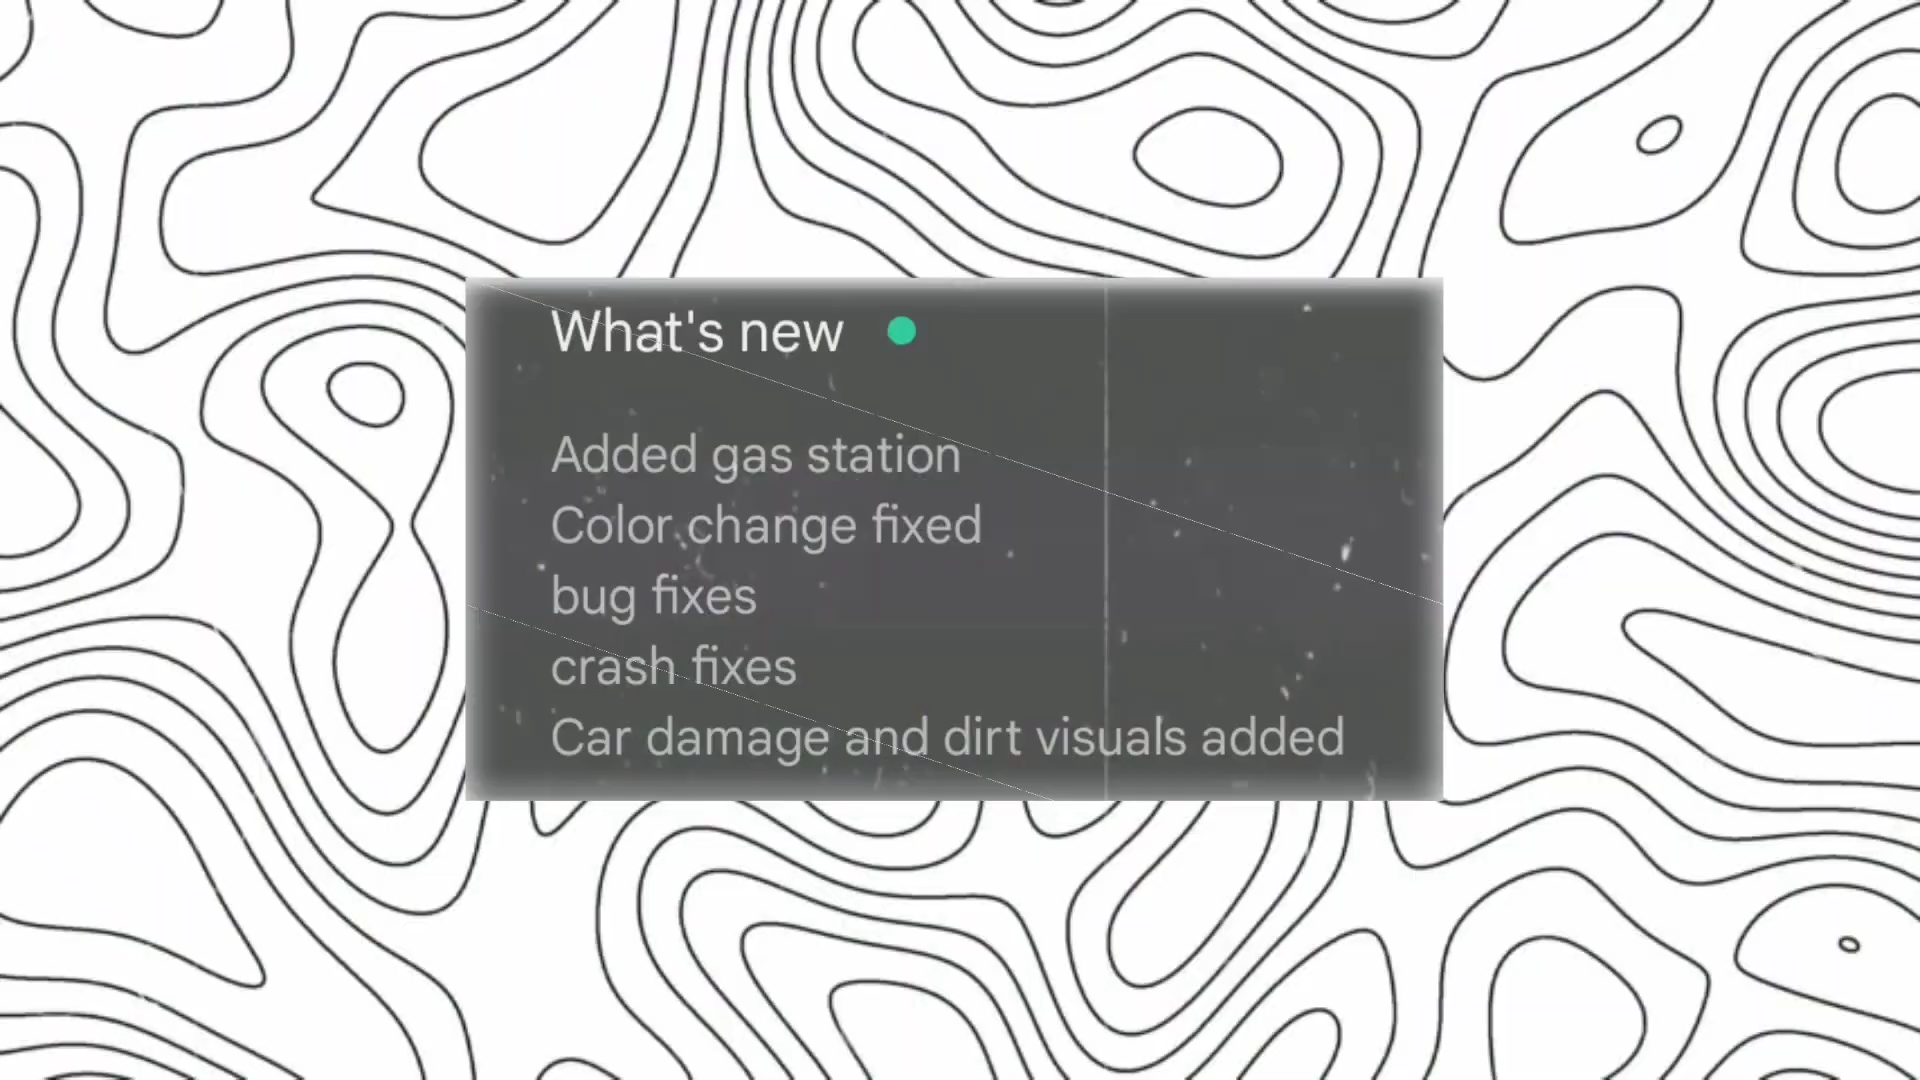 What's new
Added gas station
Color change fixed
bug fixes
crash fixes
Car damage and dirt visuals added